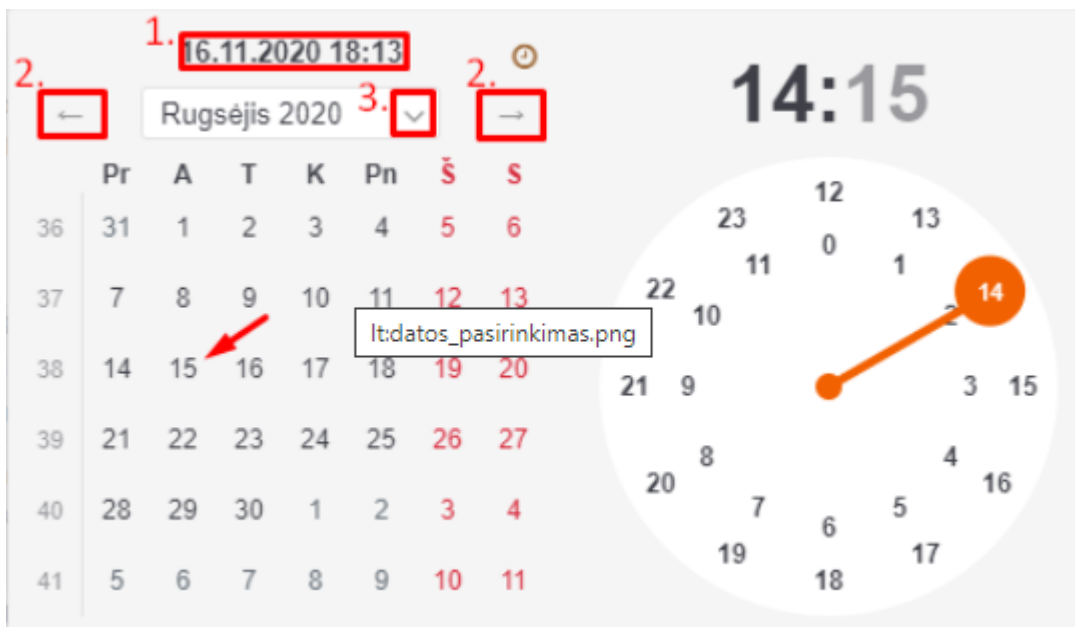 1. 16.11.2020 18:13
2. ← Rugsėjis 2020 3. 2. →
Pr A T K Pn Š S
36 31 1 2 3 4 5 6
37 7 8 9 10 11 12 13
lt:datos_pasirinkimas.png
38 14 15 16 17 18 19 20
39 21 22 23 24 25 26 27
40 28 29 30 1 2 3 4
41 5 6 7 8 9 10 11
14:15
12
23 13
0
11 1
22 14
10 2
21 9 3 15
8 4
20 16
7 5
6
19 17
18